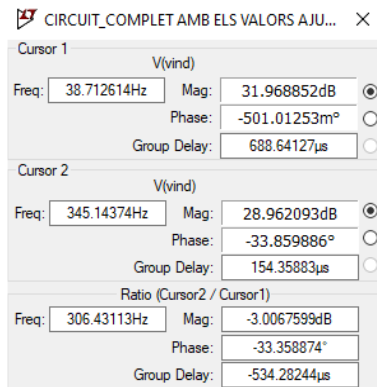 CIRCUIT_COMPLET AMB ELS VALORS AJU...
Cursor 1
V(vind)
Freq: 38.712614Hz Mag: 31.968852dB
Phase: -501.01253m°
Group Delay: 688.64127µs
Cursor 2
V(vind)
Freq: 345.14374Hz Mag: 28.962093dB
Phase: -33.859886°
Group Delay: 154.35883µs
Ratio (Cursor2 / Cursor1)
Freq: 306.43113Hz Mag: -3.0067599dB
Phase: -33.358874°
Group Delay: -534.28244µs